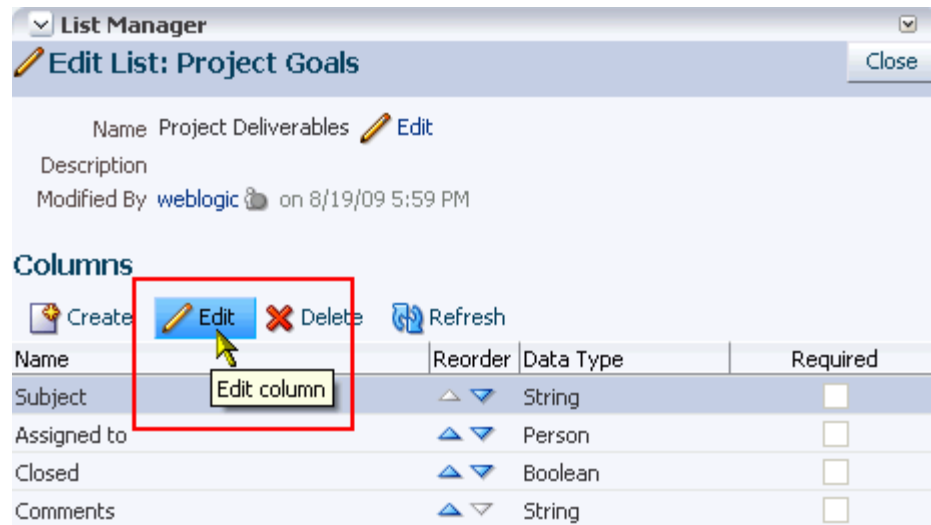 List Manager
Edit List: Project Goals Close
Name Project Deliverables Edit
Description
Modified By weblogic on 8/19/09 5:59 PM
Columns
Create Edit Delete Refresh
Name Reorder Data Type Required
Edit column
Subject String
Assigned to Person
Closed Boolean
Comments String